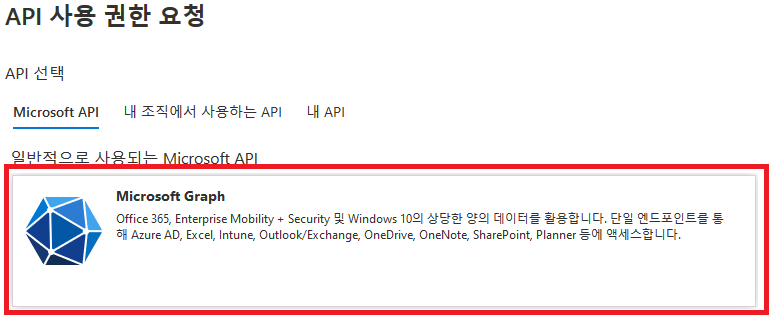 API 사용 권한 요청
API 선택
Microsoft API 내 조직에서 사용하는 API 내 API
일반적으로 사용되는 Microsoft API
Microsoft Graph
Office 365, Enterprise Mobility + Security 및 Windows 10의 상당한 양의 데이터를 활용합니다. 단일 엔드포인트를 통
해 Azure AD, Excel, Intune, Outlook/Exchange, OneDrive, OneNote, SharePoint, Planner 등에 액세스합니다.